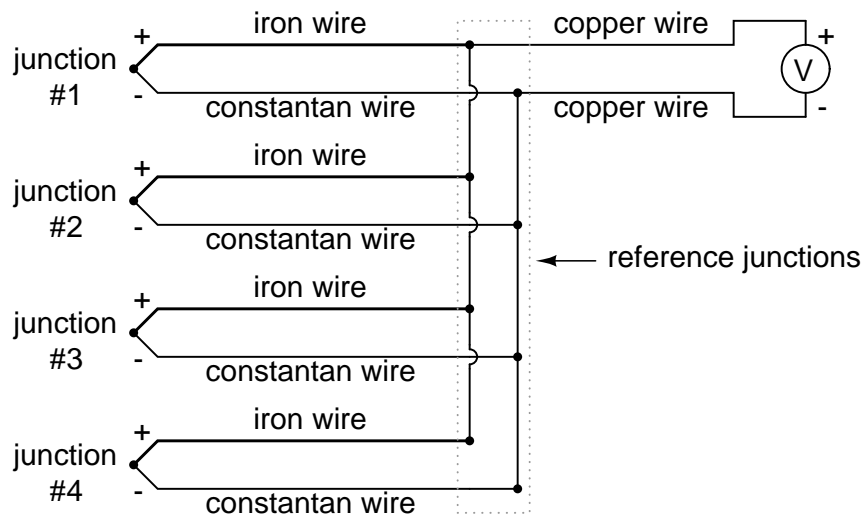 +
iron wire
copper wire
+
junction
#1
V
-
constantan wire
copper wire
-
+
iron wire
junction
#2
-
constantan wire
reference junctions
+
iron wire
junction
#3
-
constantan wire
+
iron wire
junction
#4
-
constantan wire